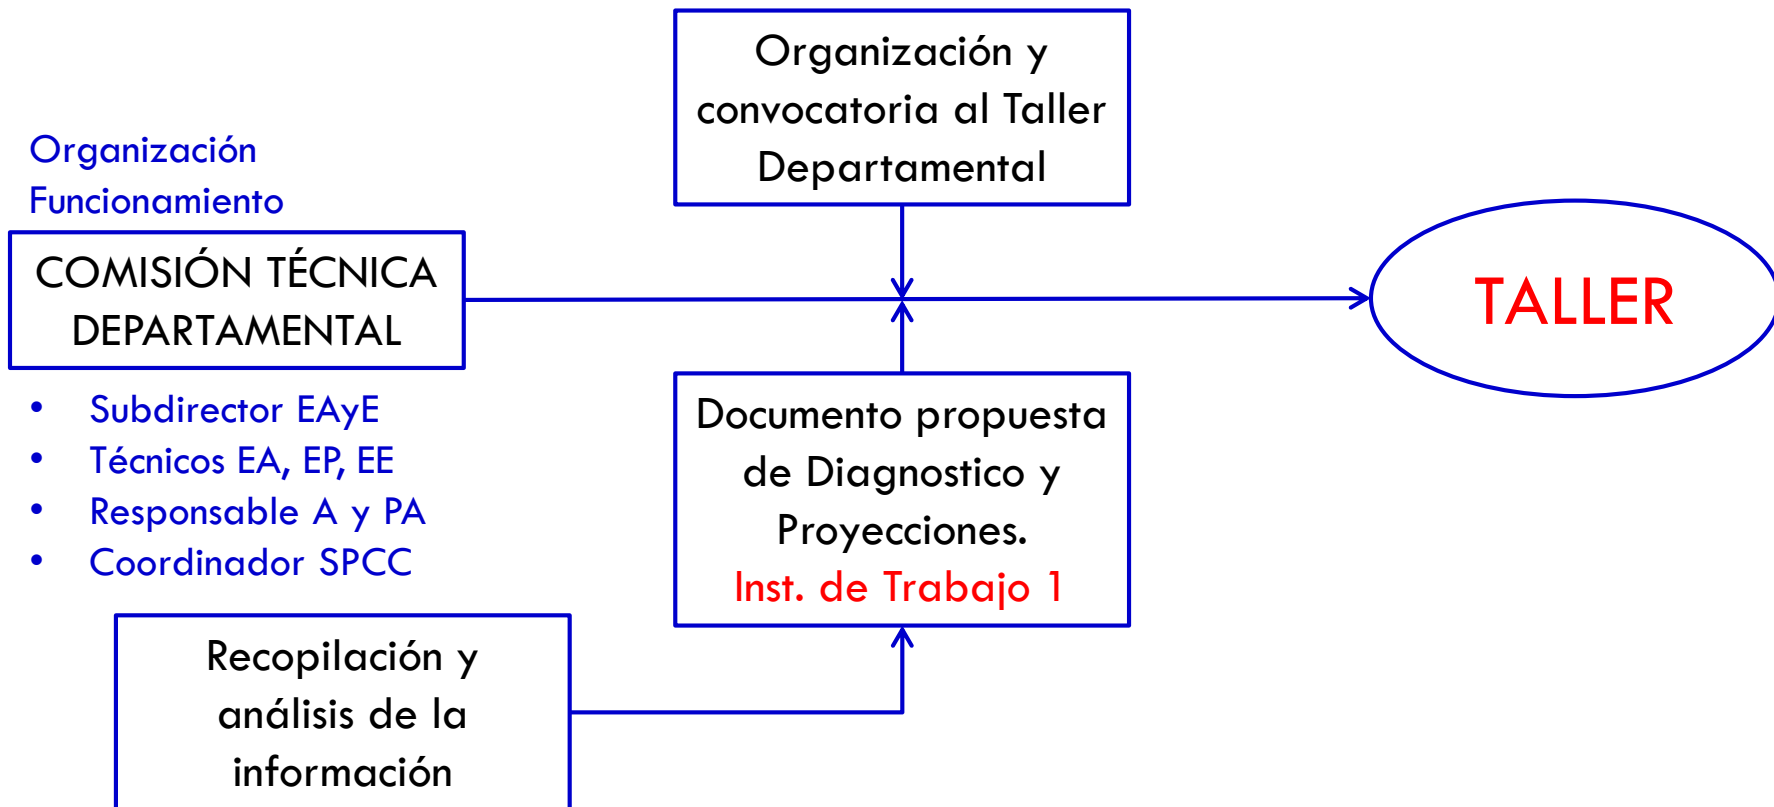 Organización y
convocatoria al Taller
Departamental
Organización
Funcionamiento
COMISIÓN TÉCNICA
DEPARTAMENTAL
TALLER
• Subdirector EAyE
• Técnicos EA, EP, EE
• Responsable A y PA
• Coordinador SPCC
Documento propuesta
de Diagnostico y
Proyecciones.
Inst. de Trabajo 1
Recopilación y
análisis de la
información